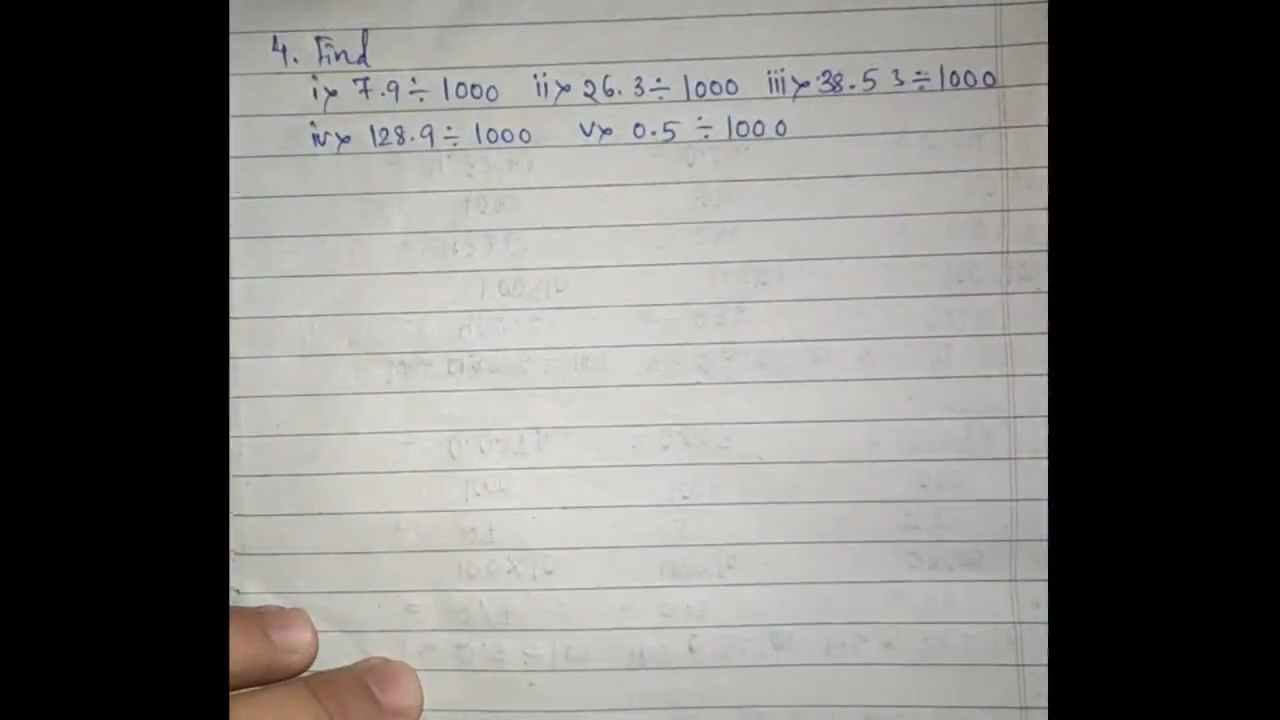 4. Find
i> 7.9 ÷ 1000 ii> 26.3 ÷ 1000 iii> 38.53 ÷ 1000
iv> 128.9 ÷ 1000 v> 0.5 ÷ 1000